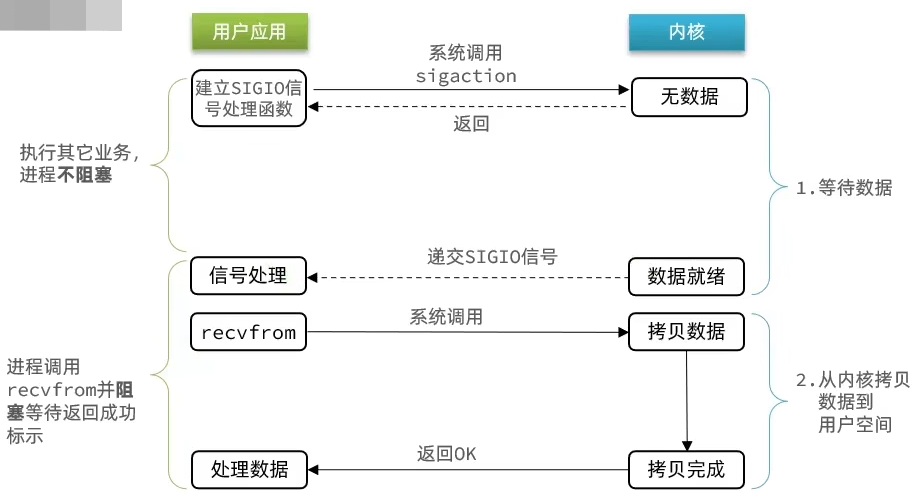 用户应用
内核
系统调用
sigaction
建立SIGIO信
号处理函数
无数据
返回
执行其它业务，
进程不阻塞
1.等待数据
递交SIGIO信号
信号处理
数据就绪
系统调用
recvfrom
拷贝数据
进程调用
recvfrom并阻
塞等待返回成功
标示
2.从内核拷贝
数据到
用户空间
返回OK
处理数据
拷贝完成